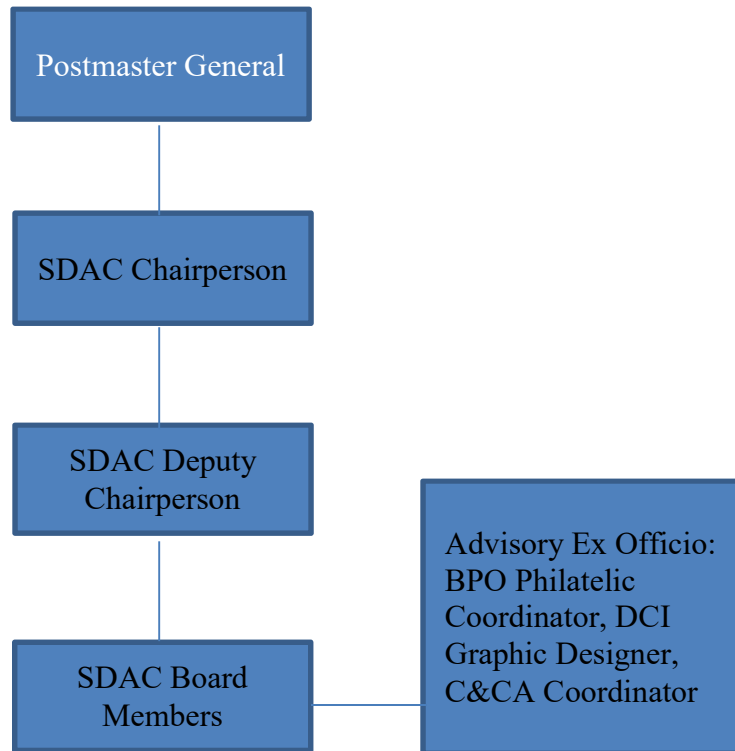 Postmaster General
SDAC Chairperson
SDAC Deputy
Chairperson
SDAC Board
Members
Advisory Ex Officio:
BPO Philatelic
Coordinator, DCI
Graphic Designer,
C&CA Coordinator